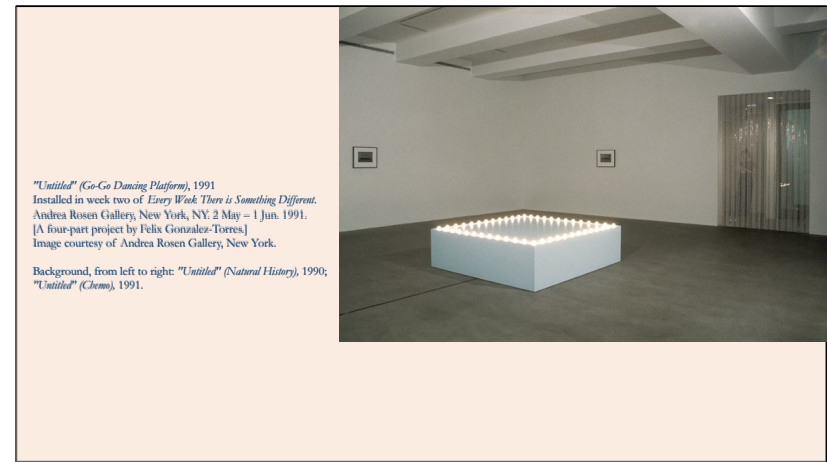 "Untitled" (Go-Go Dancing Platform), 1991
Installed in week two of Every Week There is Something Different.
Andrea Rosen Gallery, New York, NY. 2 May – 1 Jun. 1991.
[A four-part project by Felix Gonzalez-Torres.]
Image courtesy of Andrea Rosen Gallery, New York.
Background, from left to right: "Untitled" (Natural History), 1990;
"Untitled" (Chemo), 1991.